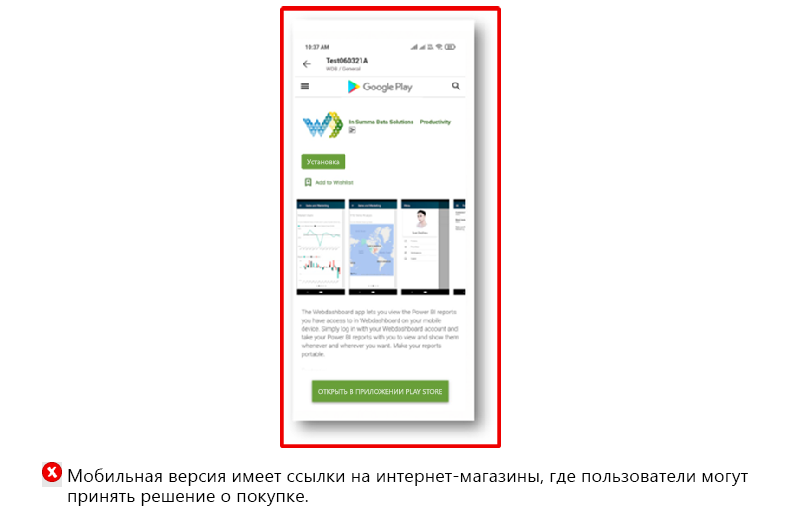 10:37 AM
Test060321A
WDB / General
Google Play
In Summa Data Solutions Productivity
Установка
Add to Wishlist
The Webdashboard app lets you view the Power BI reports
you have access to in Webdashboard on your mobile
device. Simply log in with your Webdashboard account and
take your Power BI reports with you to view and show them
whenever and wherever you want. Make your reports
portable.
ОТКРЫТЬ В ПРИЛОЖЕНИИ PLAY STORE
Мобильная версия имеет ссылки на интернет-магазины, где пользователи могут
принять решение о покупке.